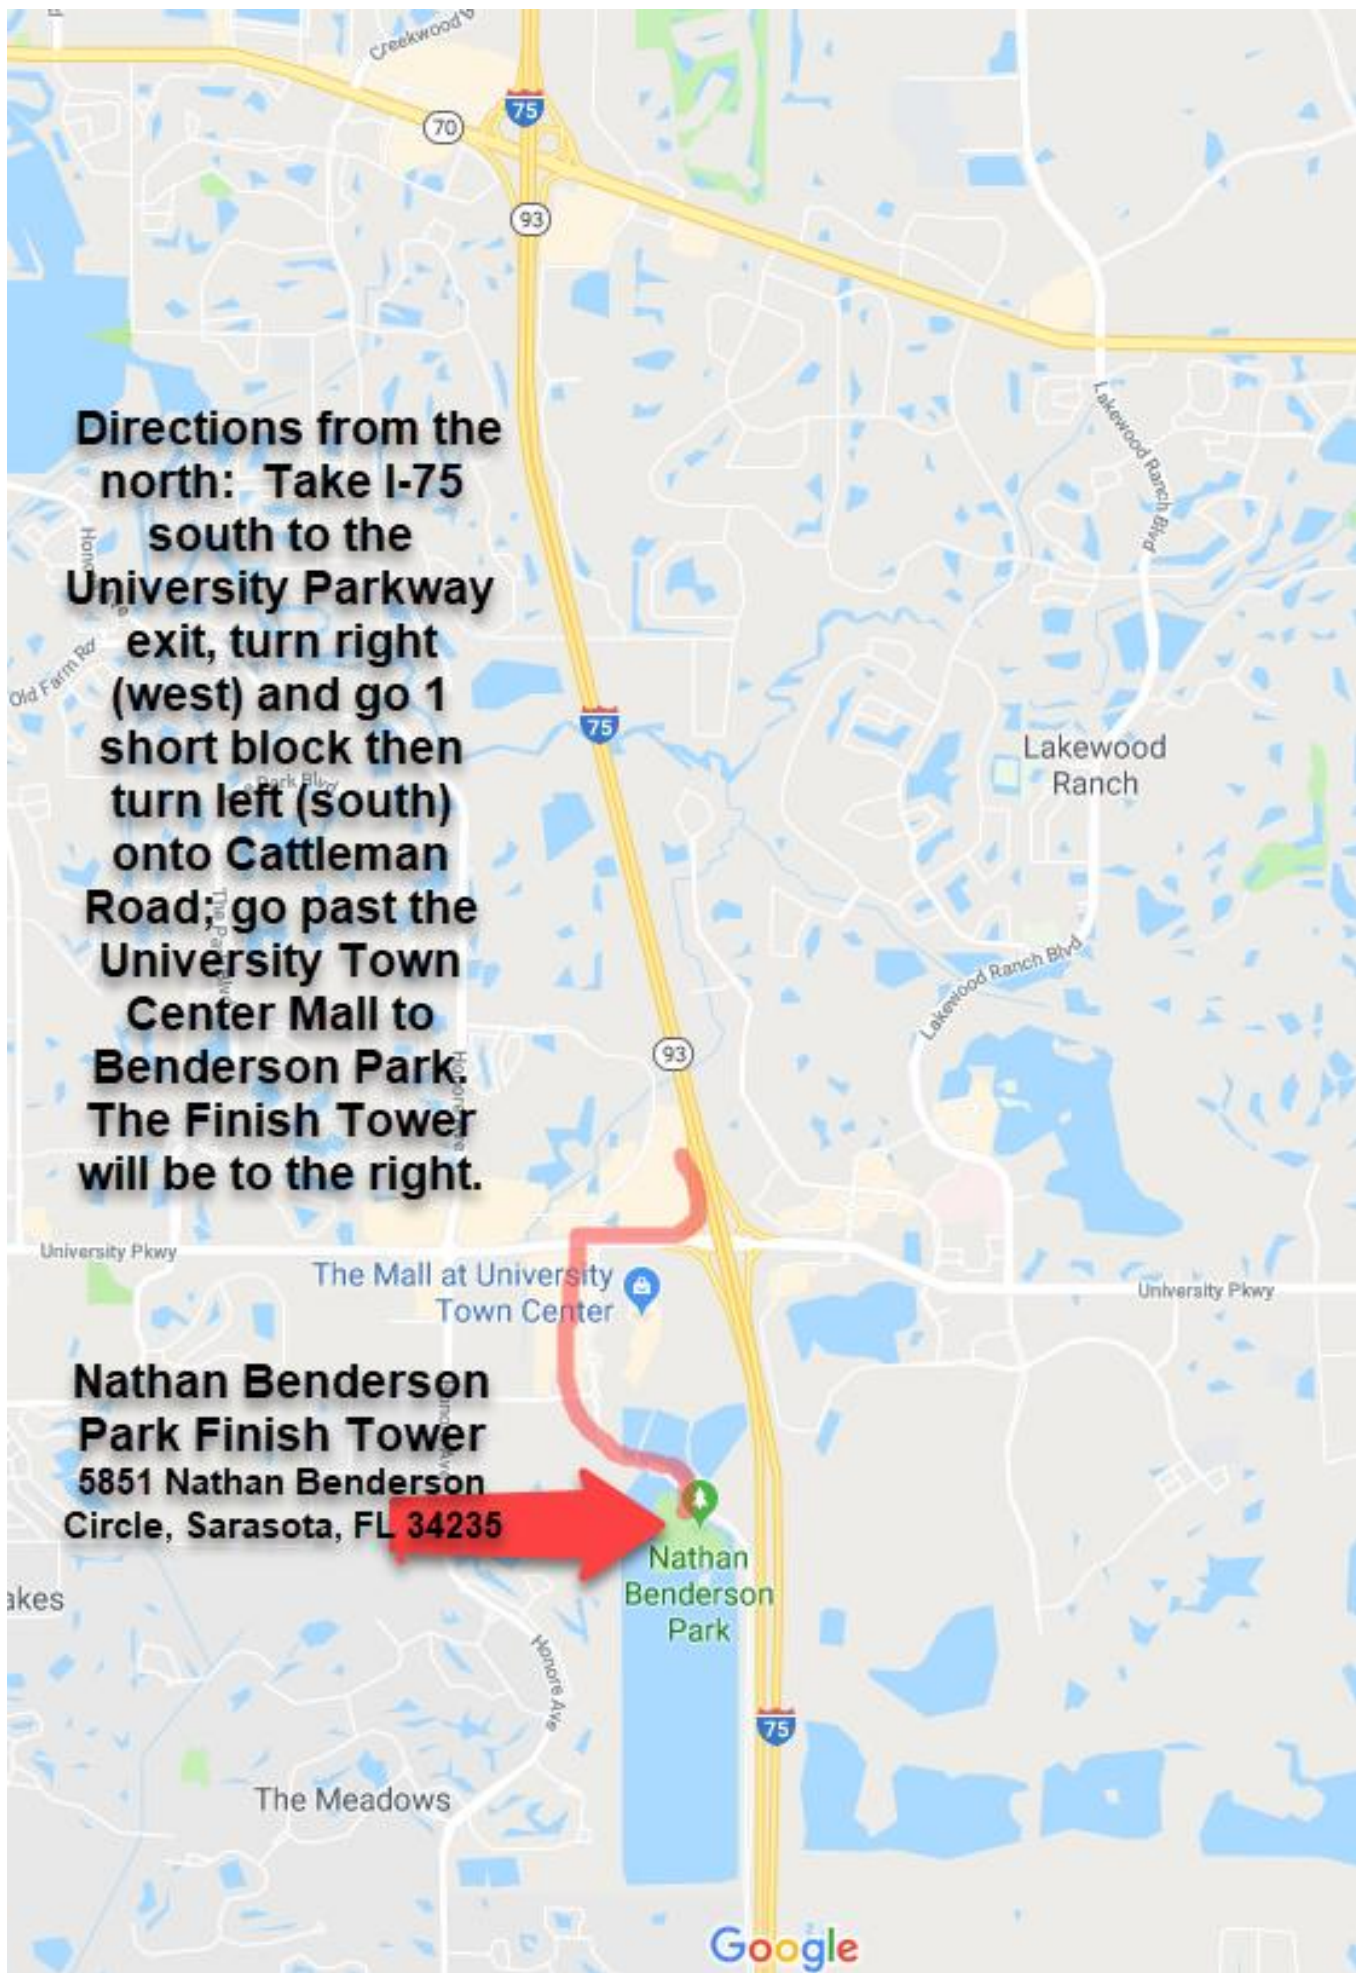 Creekwood
75
70
93
Lakewood Ranch Blvd
Directions from the
north: Take I-75
south to the
University Parkway
exit, turn right
(west) and go 1
short block then
turn left (south)
onto Cattleman
Road; go past the
University Town
Center Mall to
Benderson Park.
The Finish Tower
will be to the right.
Old Farm Rd
Park Blvd
75
Lakewood
Ranch
Lakewood Ranch Blvd
93
University Pkwy
The Mall at University
Town Center
University Pkwy
Nathan Benderson
Park Finish Tower
5851 Nathan Benderson
Circle, Sarasota, FL 34235
Nathan
Benderson
Park
akes
Honore Ave
75
The Meadows
Google